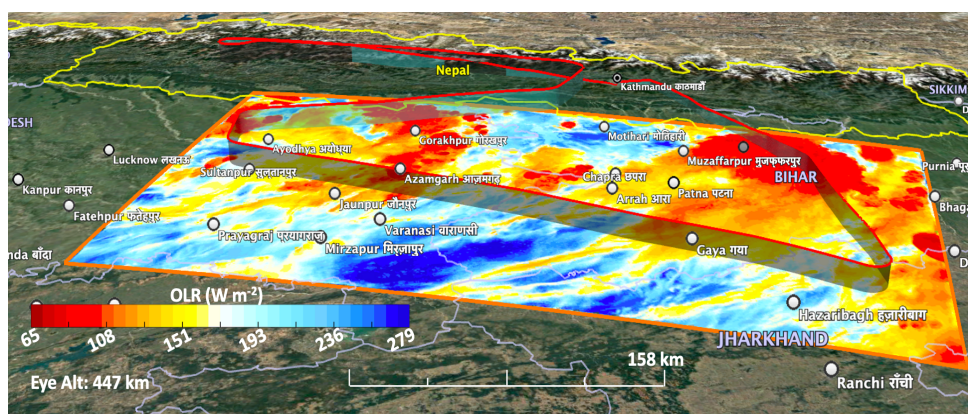 Nepal
Kathmandu काठमाडौँ
SIKKIM
DESH
Lucknow लखनऊ
Ayodhya अयोध्या
Gorakhpur गोरखपुर
Motihari मोतिहारी
Muzaffarpur मुजफ्फरपुर
Purnia
Kanpur कानपुर
Sultanpur सुलतानपुर
Azamgarh आज़मगढ़
Chapra छपरा
BIHAR
Arrah आरा
Patna पटना
Bhaga
Fatehpur फतेहपुर
Jaunpur जौनपुर
Prayagraj प्रयागराज
Varanasi वाराणसी
Mirzapur मिर्ज़ापुर
Gaya गया
nda बाँदा
D
OLR (W m-2)
65 108 151 193 236 279
Hazaribagh हज़ारीबाग
JHARKHAND
158 km
Eye Alt: 447 km
Ranchi राँची